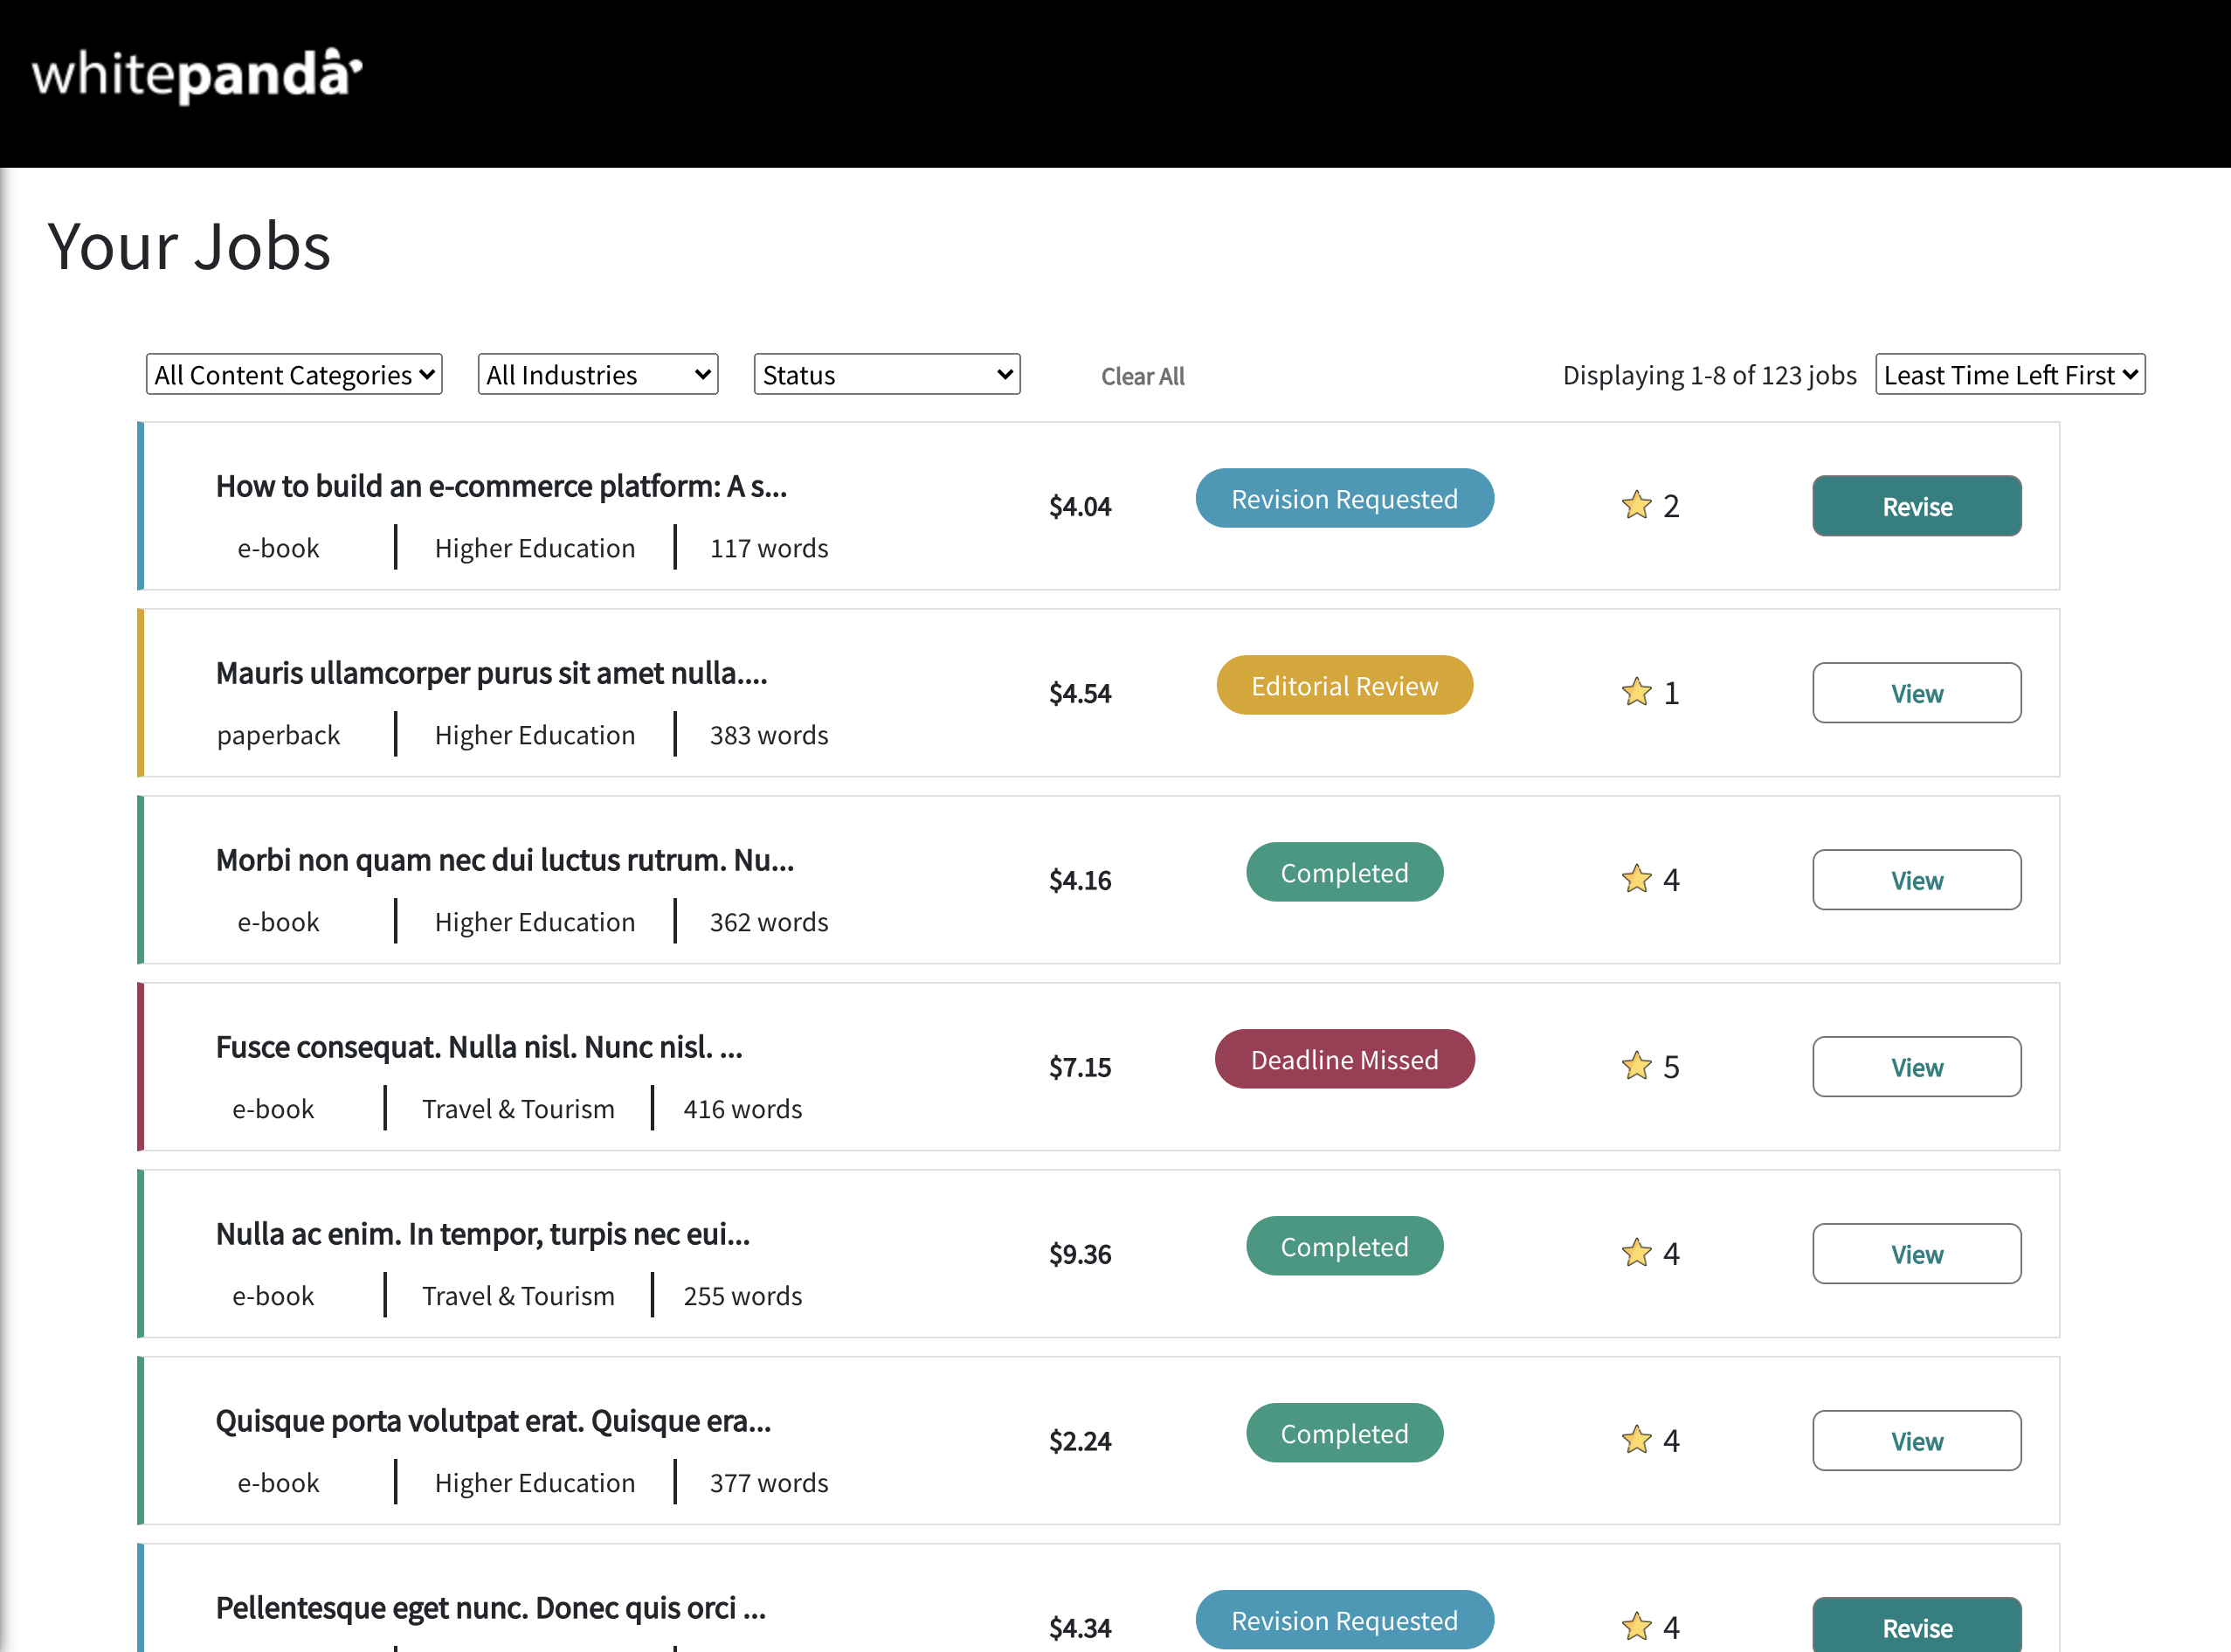 whitepanda
Your Jobs
All Content Categories All Industries Status Clear All Displaying 1-8 of 123 jobs Least Time Left First
How to build an e-commerce platform: A s...
$4.04 Revision Requested 2 Revise
e-book Higher Education 117 words
Mauris ullamcorper purus sit amet nulla....
$4.54 Editorial Review 1 View
paperback Higher Education 383 words
Morbi non quam nec dui luctus rutrum. Nu...
$4.16 Completed 4 View
e-book Higher Education 362 words
Fusce consequat. Nulla nisl. Nunc nisl. ...
$7.15 Deadline Missed 5 View
e-book Travel & Tourism 416 words
Nulla ac enim. In tempor, turpis nec eui...
$9.36 Completed 4 View
e-book Travel & Tourism 255 words
Quisque porta volutpat erat. Quisque era...
$2.24 Completed 4 View
e-book Higher Education 377 words
Pellentesque eget nunc. Donec quis orci ...
$4.34 Revision Requested 4 Revise